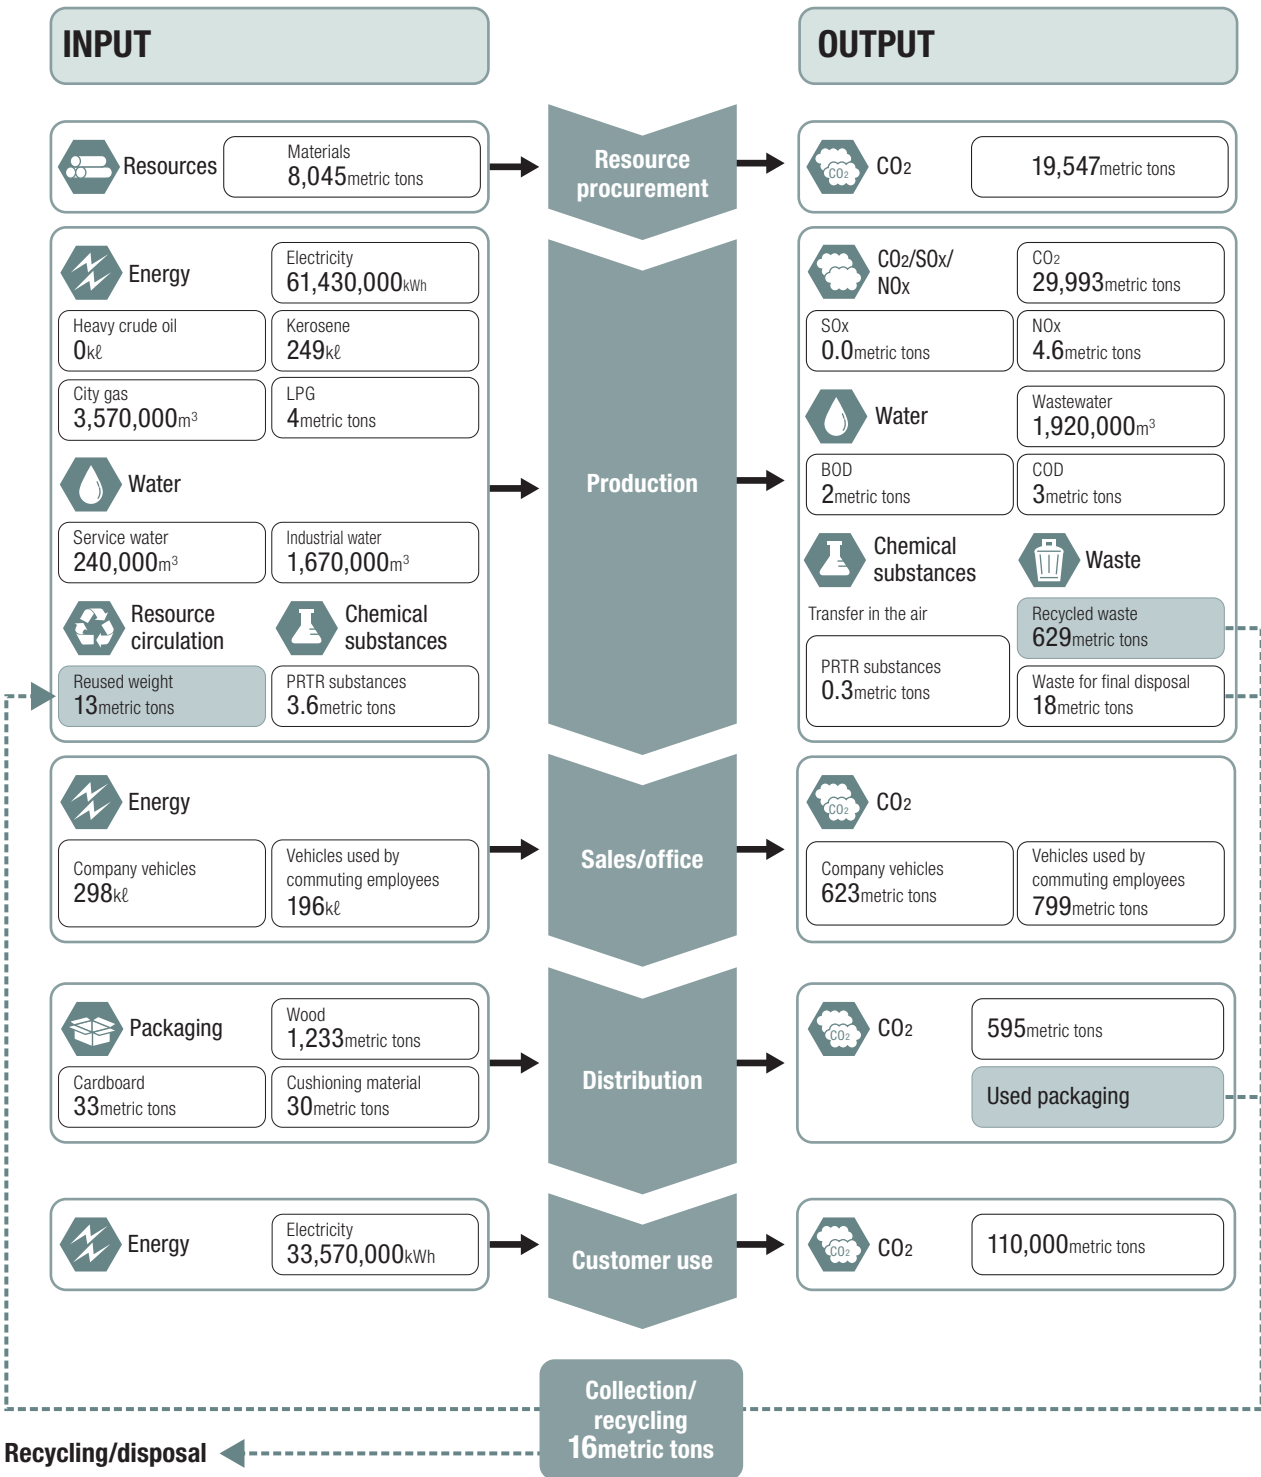 INPUT
OUTPUT
Resources
Materials
8,045metric tons
Resource
procurement
CO2
CO2
19,547metric tons
Energy
Electricity
61,430,000kWh
Heavy crude oil
0kℓ
Kerosene
249kℓ
City gas
3,570,000m³
LPG
4metric tons
Water
Service water
240,000m³
Industrial water
1,670,000m³
Resource
circulation
Chemical
substances
Reused weight
13metric tons
PRTR substances
3.6metric tons
Production
CO2/SOx/
NOx
CO2
29,993metric tons
SOx
0.0metric tons
NOx
4.6metric tons
Water
Wastewater
1,920,000m³
BOD
2metric tons
COD
3metric tons
Chemical
substances
Waste
Transfer in the air
PRTR substances
0.3metric tons
Recycled waste
629metric tons
Waste for final disposal
18metric tons
Energy
Company vehicles
298kℓ
Vehicles used by
commuting employees
196kℓ
Sales/office
CO2
CO2
Company vehicles
623metric tons
Vehicles used by
commuting employees
799metric tons
Packaging
Wood
1,233metric tons
Cardboard
33metric tons
Cushioning material
30metric tons
Distribution
CO2
CO2
595metric tons
Used packaging
Energy
Electricity
33,570,000kWh
Customer use
CO2
CO2
110,000metric tons
Collection/
recycling
16metric tons
Recycling/disposal